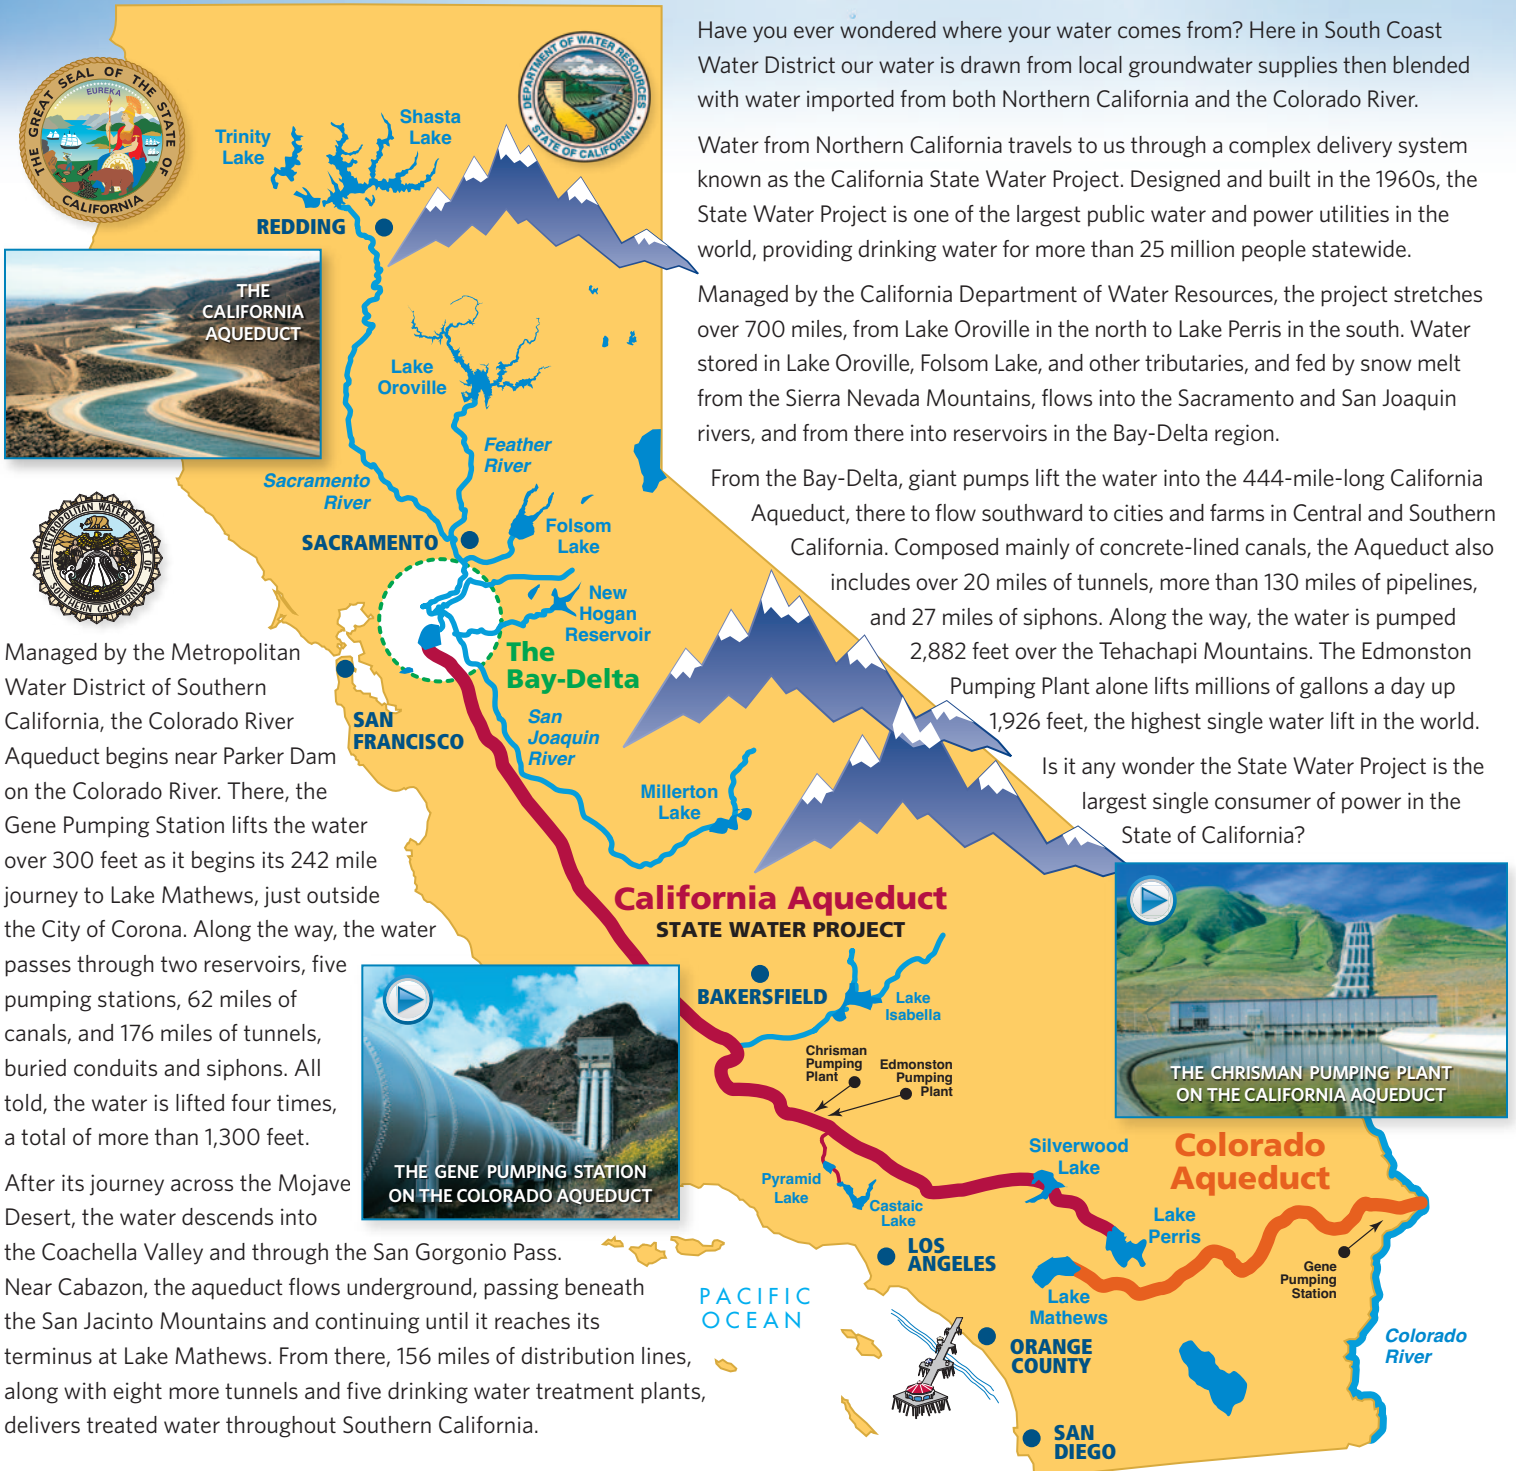 Have you ever wondered where your water comes from? Here in South Coast
Water District our water is drawn from local groundwater supplies then blended
with water imported from both Northern California and the Colorado River.
Water from Northern California travels to us through a complex delivery system
known as the California State Water Project. Designed and built in the 1960s, the
State Water Project is one of the largest public water and power utilities in the
world, providing drinking water for more than 25 million people statewide.
Managed by the California Department of Water Resources, the project stretches
over 700 miles, from Lake Oroville in the north to Lake Perris in the south. Water
stored in Lake Oroville, Folsom Lake, and other tributaries, and fed by snow melt
from the Sierra Nevada Mountains, flows into the Sacramento and San Joaquin
rivers, and from there into reservoirs in the Bay-Delta region.
From the Bay-Delta, giant pumps lift the water into the 444-mile-long California
Aqueduct, there to flow southward to cities and farms in Central and Southern
California. Composed mainly of concrete-lined canals, the Aqueduct also
includes over 20 miles of tunnels, more than 130 miles of pipelines,
and 27 miles of siphons. Along the way, the water is pumped
2,882 feet over the Tehachapi Mountains. The Edmonston
Pumping Plant alone lifts millions of gallons a day up
1,926 feet, the highest single water lift in the world.
Is it any wonder the State Water Project is the
largest single consumer of power in the
State of California?
THE GREAT SEAL OF THE STATE OF CALIFORNIA
EUREKA
DEPARTMENT OF WATER RESOURCES
STATE OF CALIFORNIA
Trinity
Lake
Shasta
Lake
REDDING
THE
CALIFORNIA
AQUEDUCT
Lake
Oroville
Feather
River
Sacramento
River
SACRAMENTO
Folsom
Lake
New
Hogan
Reservoir
The
Bay-Delta
THE METROPOLITAN WATER DISTRICT OF SOUTHERN CALIFORNIA
SAN
FRANCISCO
San
Joaquin
River
Millerton
Lake
Managed by the Metropolitan
Water District of Southern
California, the Colorado River
Aqueduct begins near Parker Dam
on the Colorado River. There, the
Gene Pumping Station lifts the water
over 300 feet as it begins its 242 mile
journey to Lake Mathews, just outside
the City of Corona. Along the way, the water
passes through two reservoirs, five
pumping stations, 62 miles of
canals, and 176 miles of tunnels,
buried conduits and siphons. All
told, the water is lifted four times,
a total of more than 1,300 feet.
After its journey across the Mojave
Desert, the water descends into
the Coachella Valley and through the San Gorgonio Pass.
Near Cabazon, the aqueduct flows underground, passing beneath
the San Jacinto Mountains and continuing until it reaches its
terminus at Lake Mathews. From there, 156 miles of distribution lines,
along with eight more tunnels and five drinking water treatment plants,
delivers treated water throughout Southern California.
California Aqueduct
STATE WATER PROJECT
BAKERSFIELD
Lake
Isabella
Chrisman
Pumping
Plant
Edmonston
Pumping
Plant
THE GENE PUMPING STATION
ON THE COLORADO AQUEDUCT
THE CHRISMAN PUMPING PLANT
ON THE CALIFORNIA AQUEDUCT
Pyramid
Lake
Castaic
Lake
Silverwood
Lake
Colorado
Aqueduct
Lake
Perris
LOS
ANGELES
Lake
Mathews
Gene
Pumping
Station
PACIFIC
OCEAN
ORANGE
COUNTY
Colorado
River
SAN
DIEGO